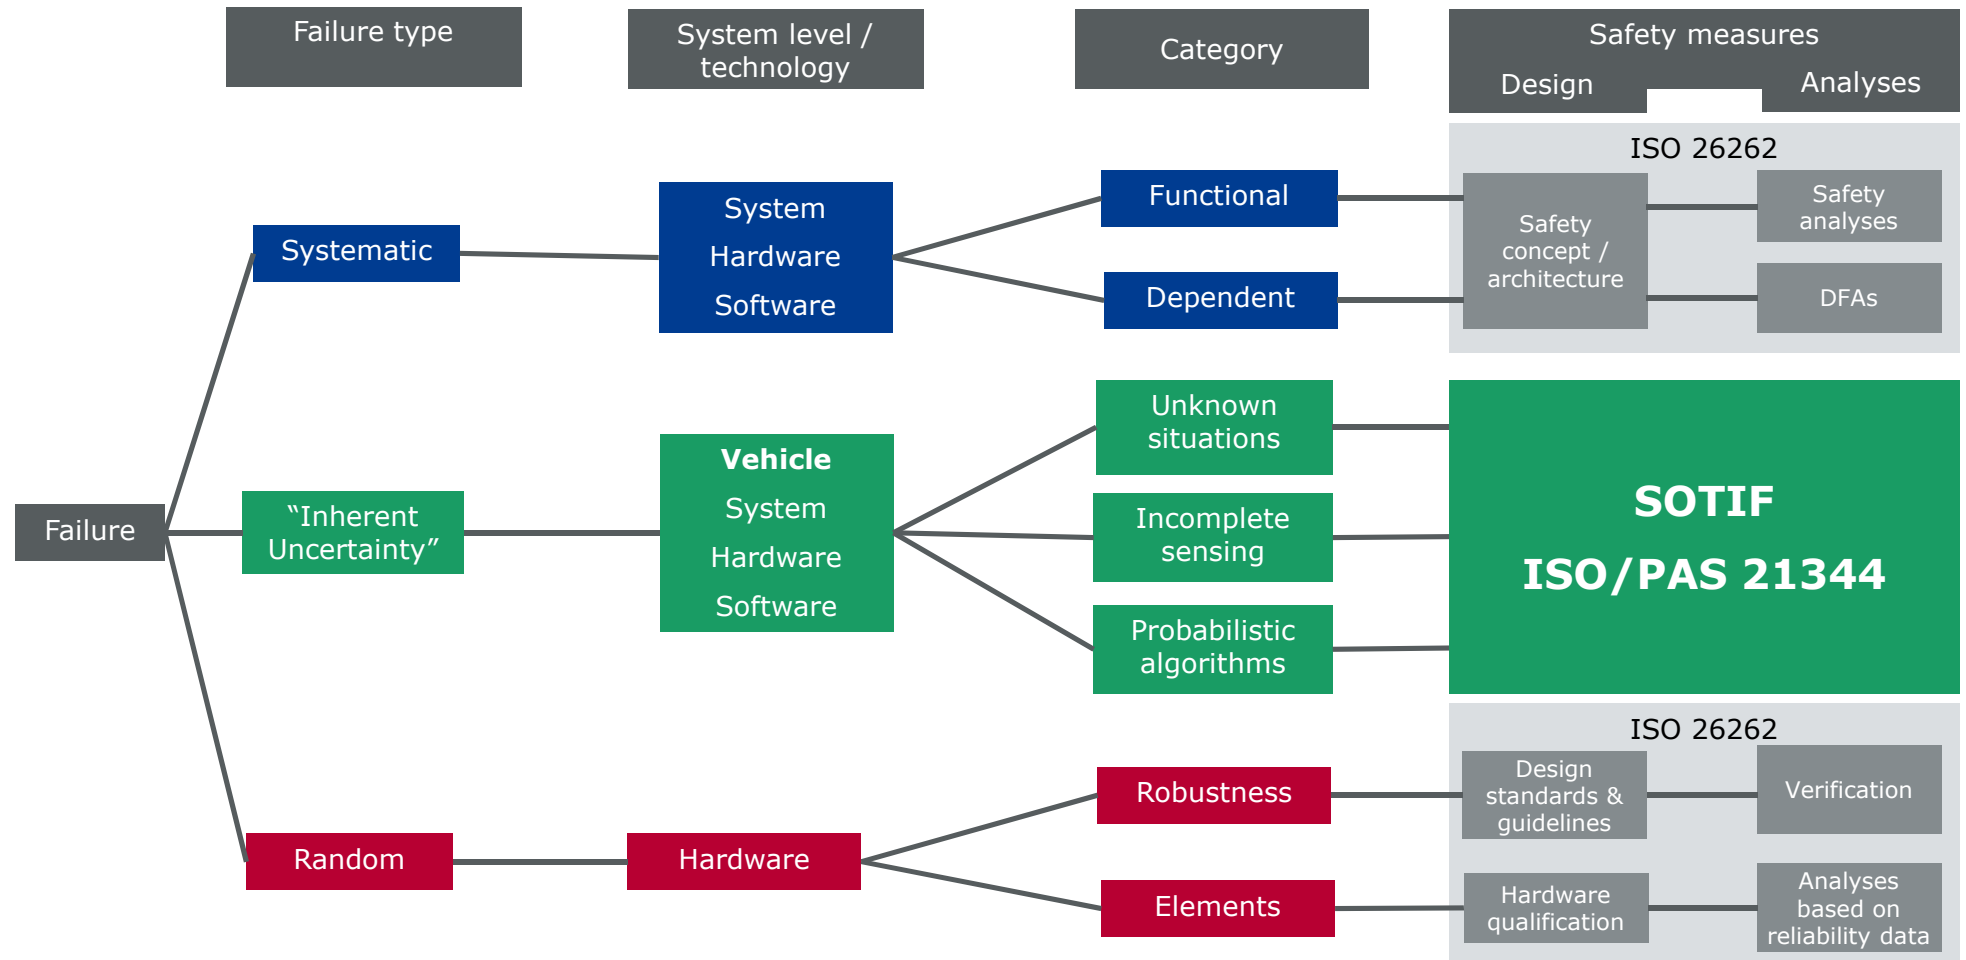 Failure type
System level /
technology
Category
Safety measures
Design
Analyses
ISO 26262
Systematic
System
Hardware
Software
Functional
Dependent
Safety
concept /
architecture
Safety
analyses
DFAs
Failure
“Inherent
Uncertainty”
Vehicle
System
Hardware
Software
Unknown
situations
Incomplete
sensing
Probabilistic
algorithms
SOTIF
ISO/PAS 21344
ISO 26262
Random
Hardware
Robustness
Elements
Design
standards &
guidelines
Verification
Hardware
qualification
Analyses
based on
reliability data